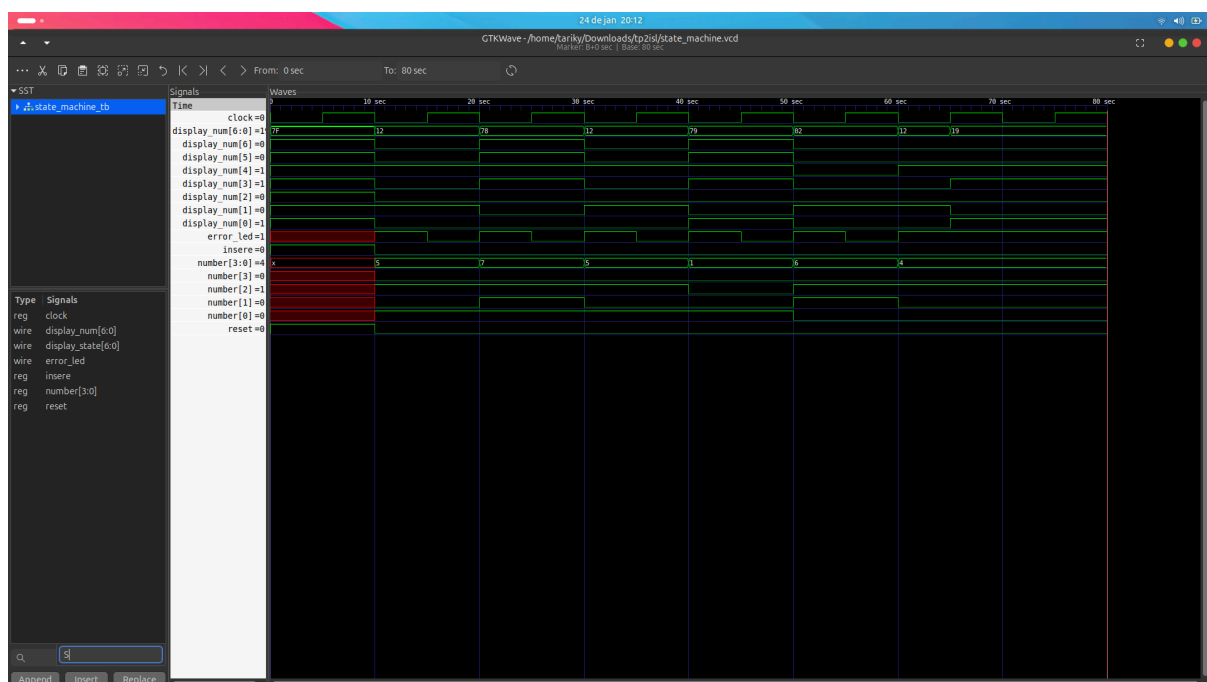 24 de jan 20:12
GTKWave - /home/tariky/Downloads/tp2isl/state_machine.vcd
Marker: B+0 sec | Base: 80 sec
From: 0 sec To: 80 sec
SST
state_machine_tb
Type Signals
reg clock
wire display_num[6:0]
wire display_state[6:0]
wire error_led
reg insere
reg number[3:0]
reg reset
S
Append Insert Replace
Signals Waves
Time 0 10 sec 20 sec 30 sec 40 sec 50 sec 60 sec 70 sec 80 sec
clock=0
display_num[6:0] =19 7F 12 78 12 79 02 12 19
display_num[6] =0
display_num[5] =0
display_num[4] =1
display_num[3] =1
display_num[2] =0
display_num[1] =0
display_num[0] =1
error_led=1
insere=0
number[3:0] =4 x 5 7 5 1 6 4
number[3] =0
number[2] =1
number[1] =0
number[0] =0
reset=0